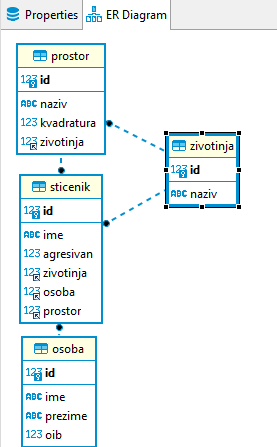 Properties ER Diagram
prostor
123 id
ABC naziv
123 kvadratura
123 zivotinja
zivotinja
123 id
ABC naziv
sticenik
123 id
ABC ime
123 agresivan
123 zivotinja
123 osoba
123 prostor
osoba
123 id
ABC ime
ABC prezime
123 oib